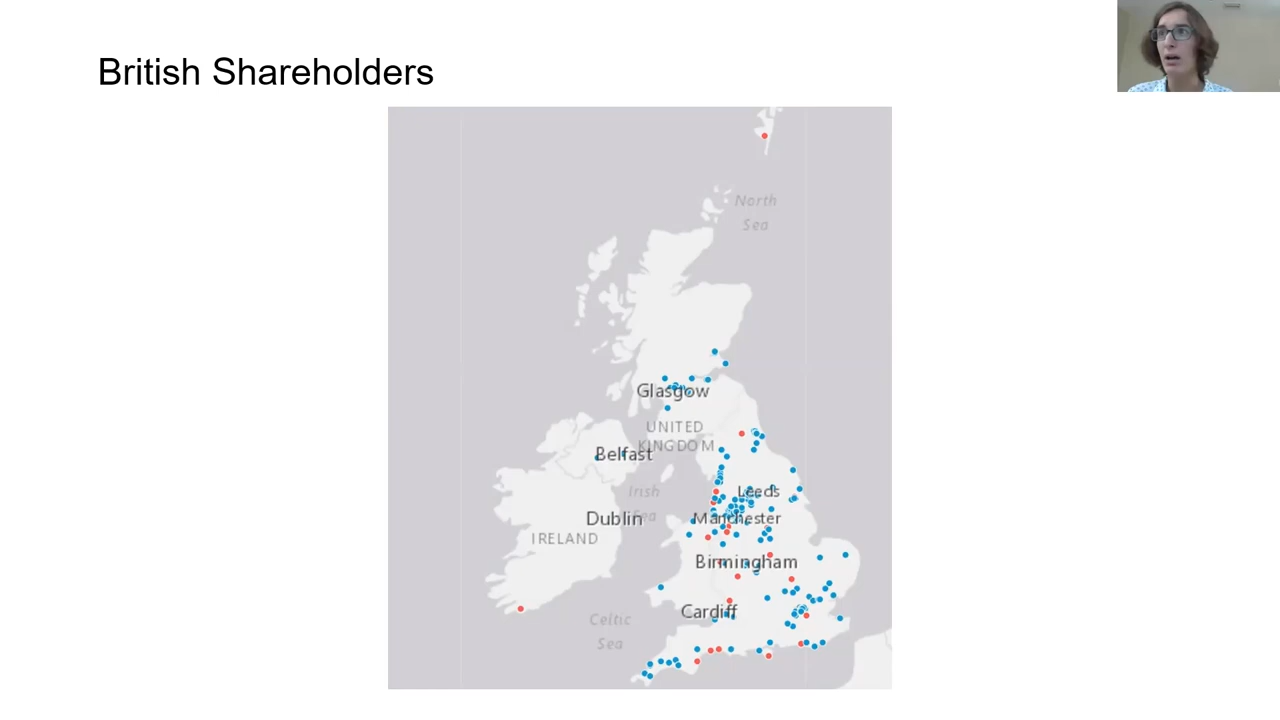 British Shareholders
North
Sea
Glasgow
UNITED
KINGDOM
Belfast
Irish
Sea
Leeds
Dublin
Manchester
IRELAND
Birmingham
Cardiff
Celtic
Sea